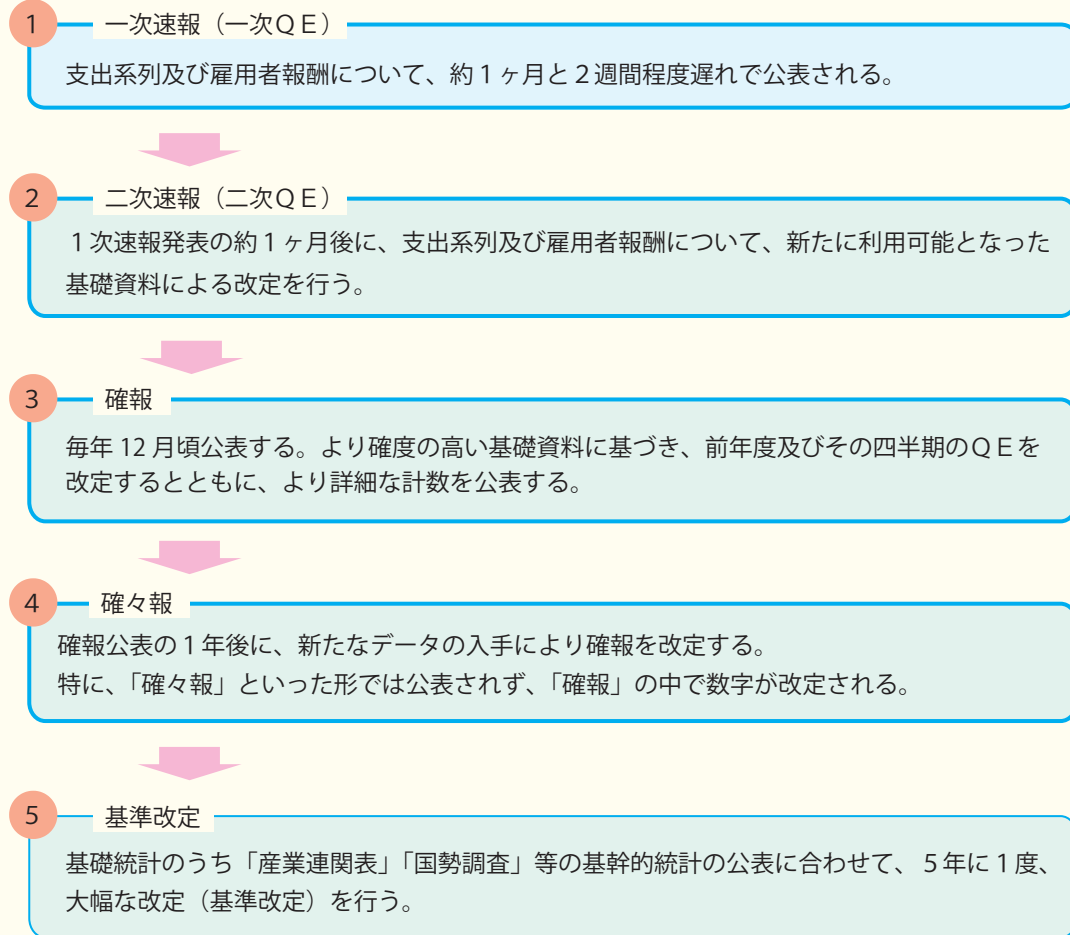 1
一次速報（一次ＱＥ）
支出系列及び雇用者報酬について、約１ヶ月と２週間程度遅れで公表される。
2
二次速報（二次ＱＥ）
１次速報発表の約１ヶ月後に、支出系列及び雇用者報酬について、新たに利用可能となった
基礎資料による改定を行う。
3
確報
毎年 12 月頃公表する。より確度の高い基礎資料に基づき、前年度及びその四半期のＱＥを
改定するとともに、より詳細な計数を公表する。
4
確々報
確報公表の１年後に、新たなデータの入手により確報を改定する。
特に、「確々報」といった形では公表されず、「確報」の中で数字が改定される。
5
基準改定
基礎統計のうち「産業連関表」「国勢調査」等の基幹的統計の公表に合わせて、５年に１度、
大幅な改定（基準改定）を行う。